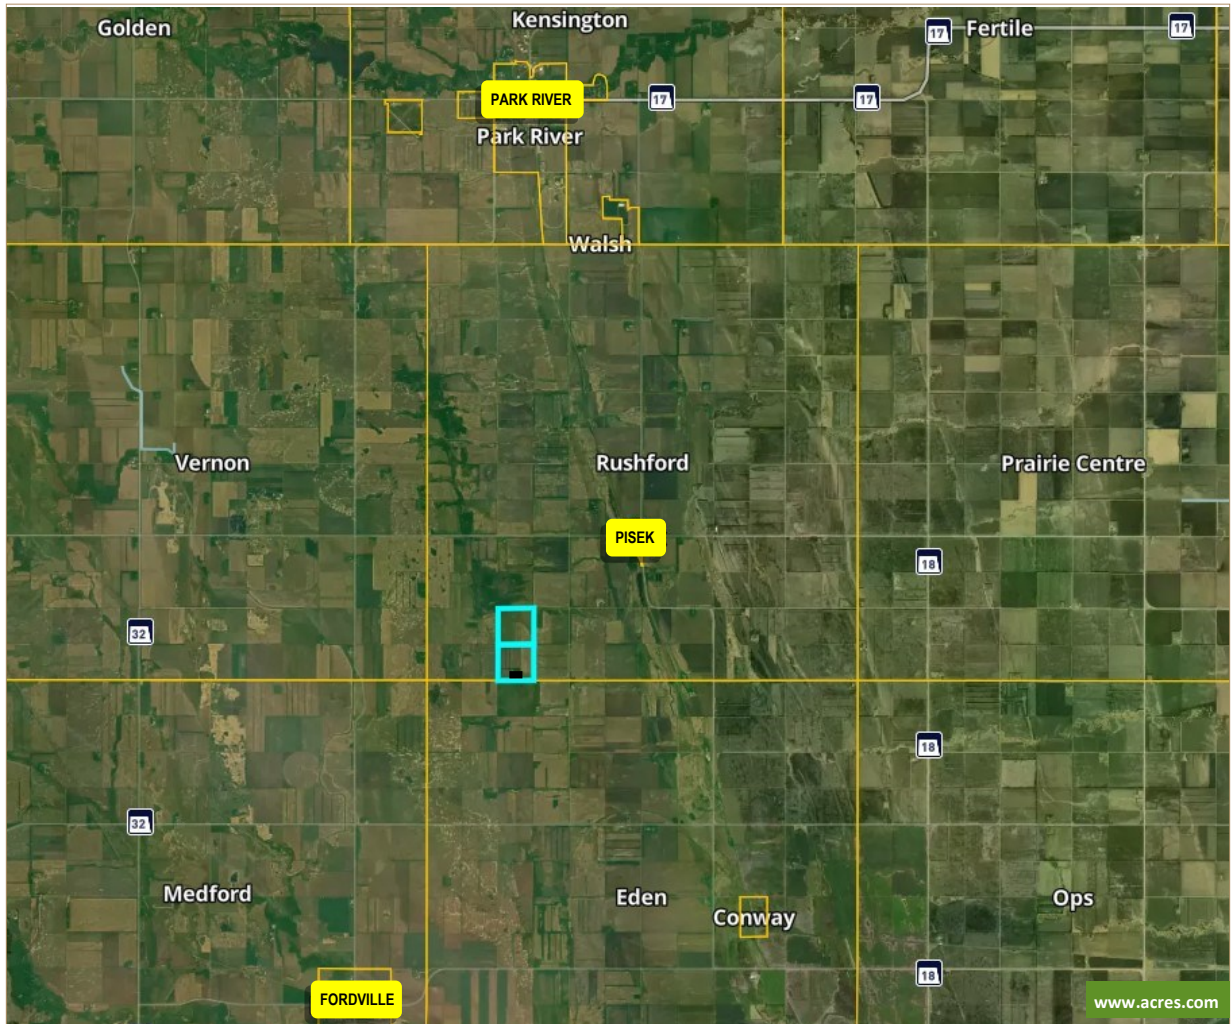 Golden
Kensington
17
Fertile
17
PARK RIVER
17
17
Park River
Walsh
Vernon
Rushford
Prairie Centre
PISEK
18
32
18
32
Medford
Eden
Conway
Ops
18
FORDVILLE
www.acres.com